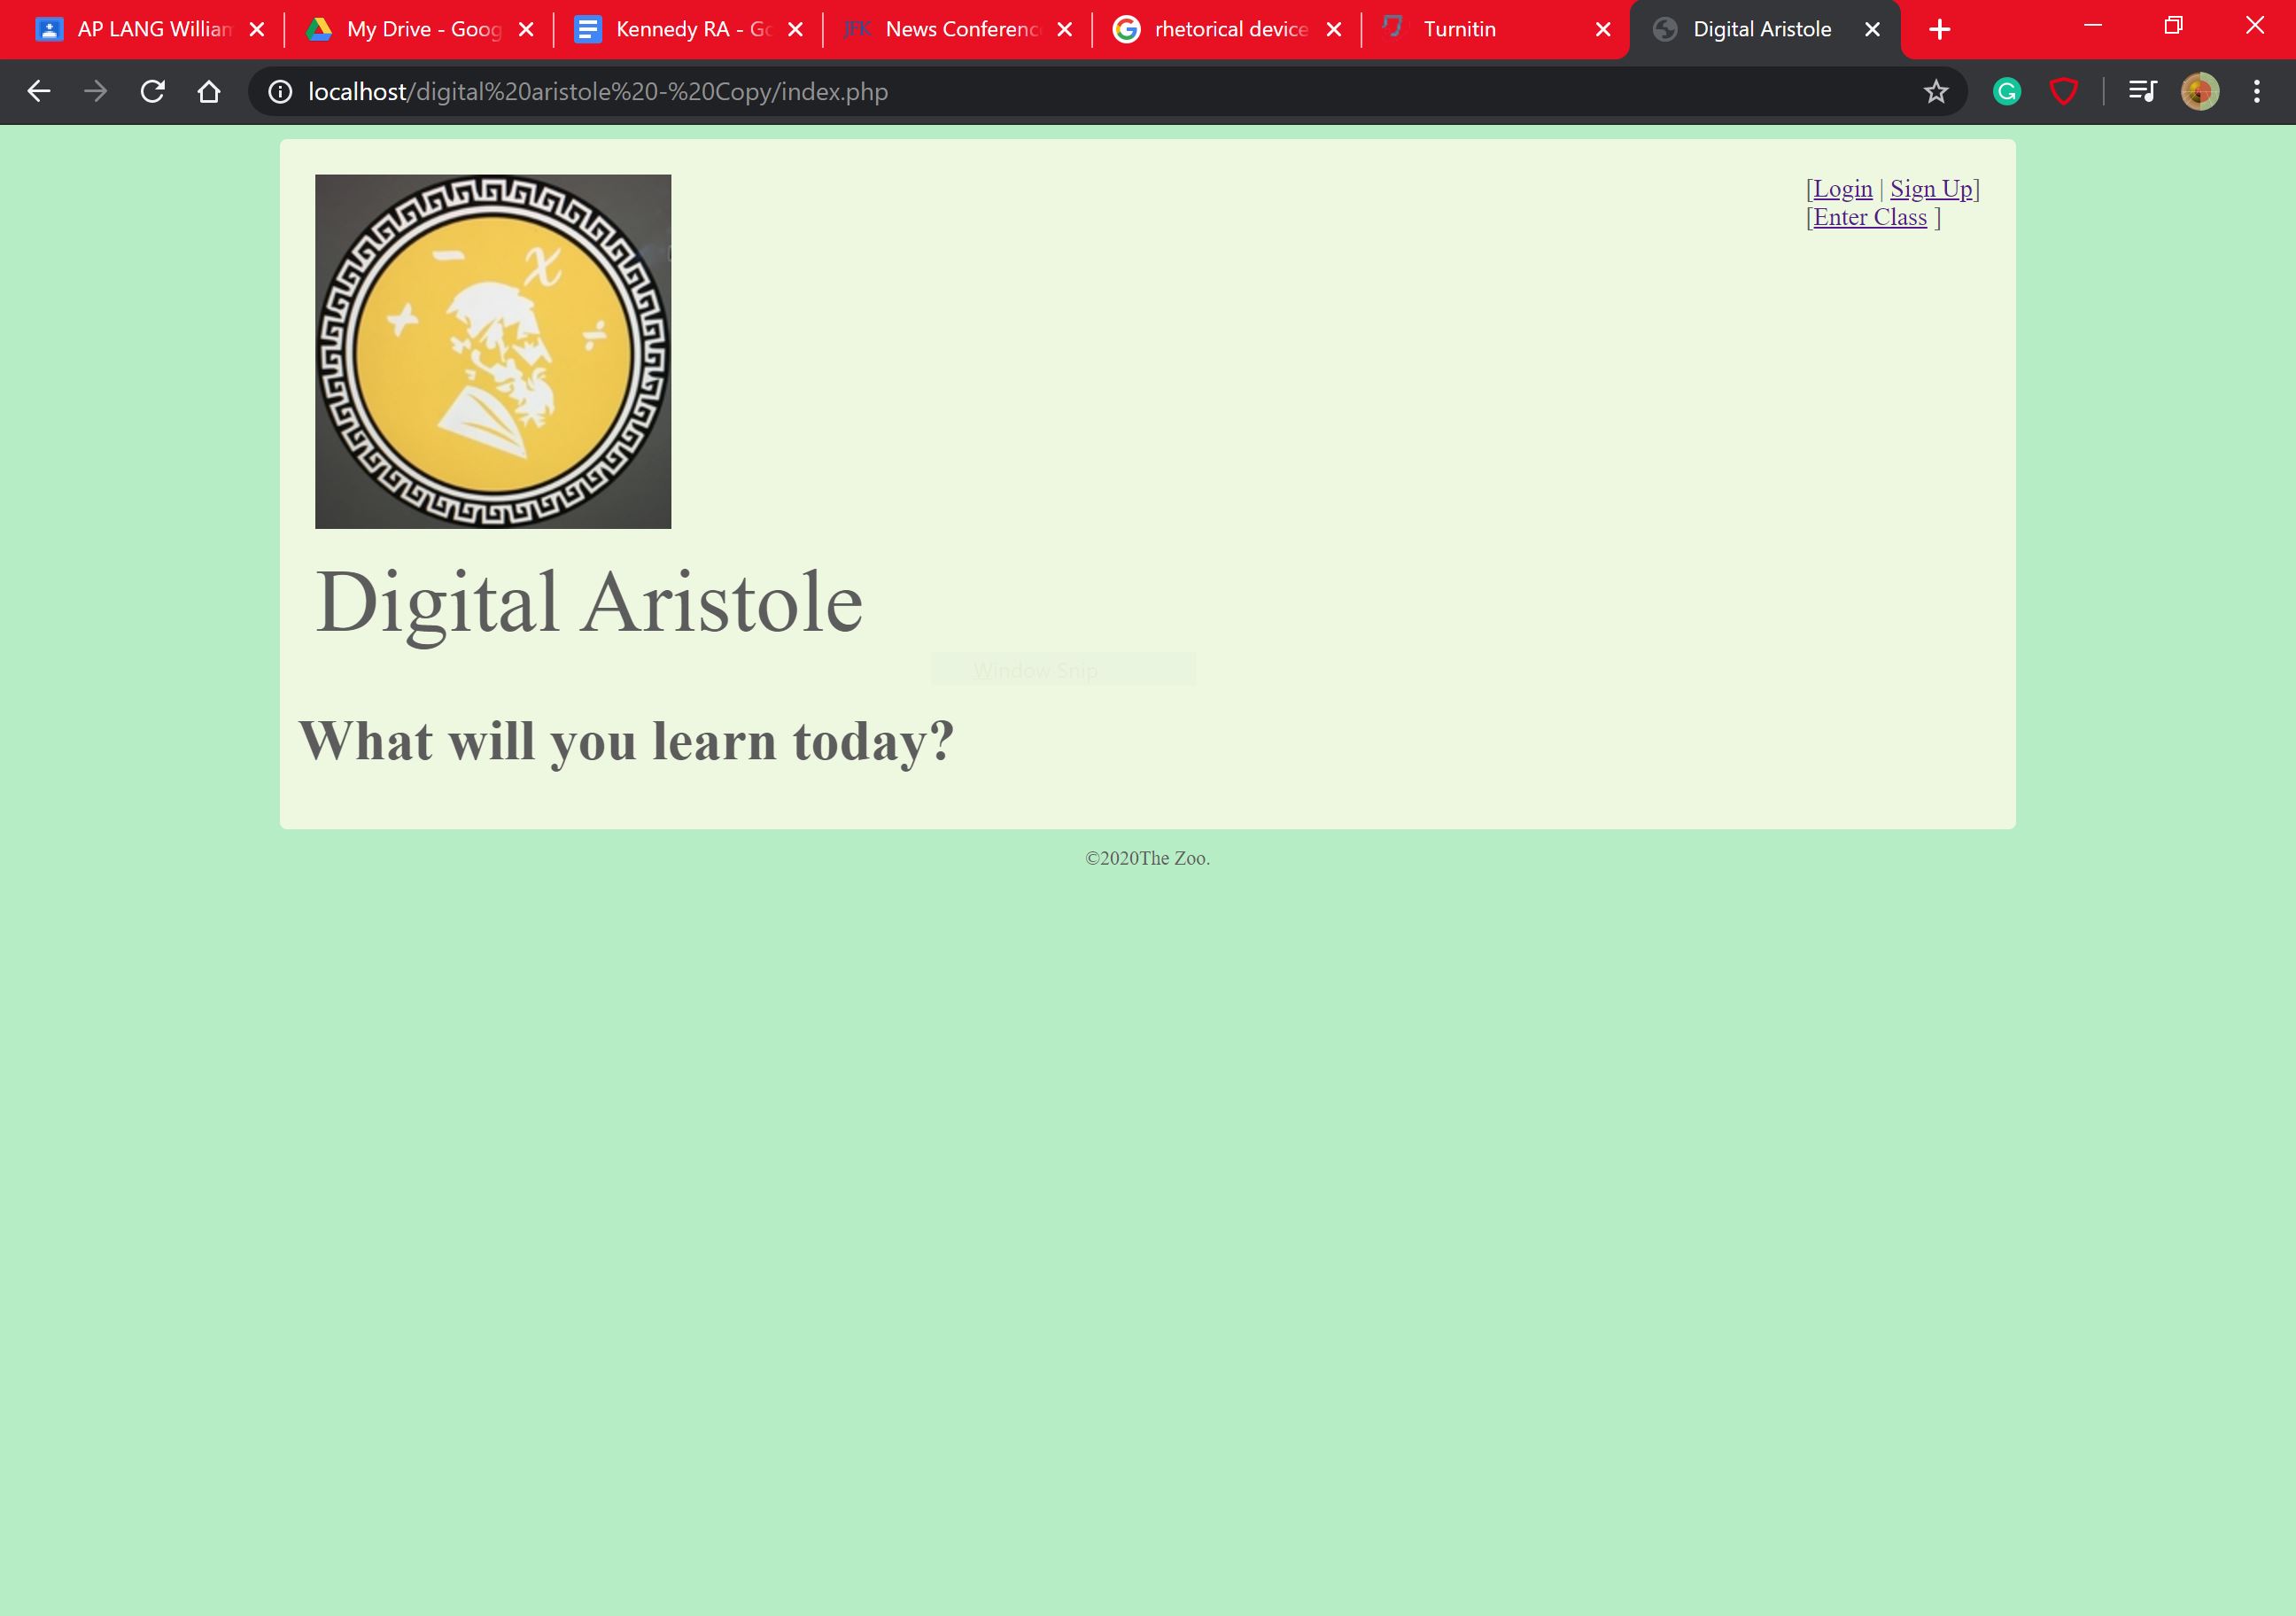 AP LANG William
My Drive - Goog
Kennedy RA - Go
JFK News Conferenc
rhetorical device
Turnitin
Digital Aristole
localhost/digital%20aristole%20-%20Copy/index.php
[Login | Sign Up]
[Enter Class ]
− x
+ ÷
Digital Aristole
Window Snip
What will you learn today?
©2020The Zoo.